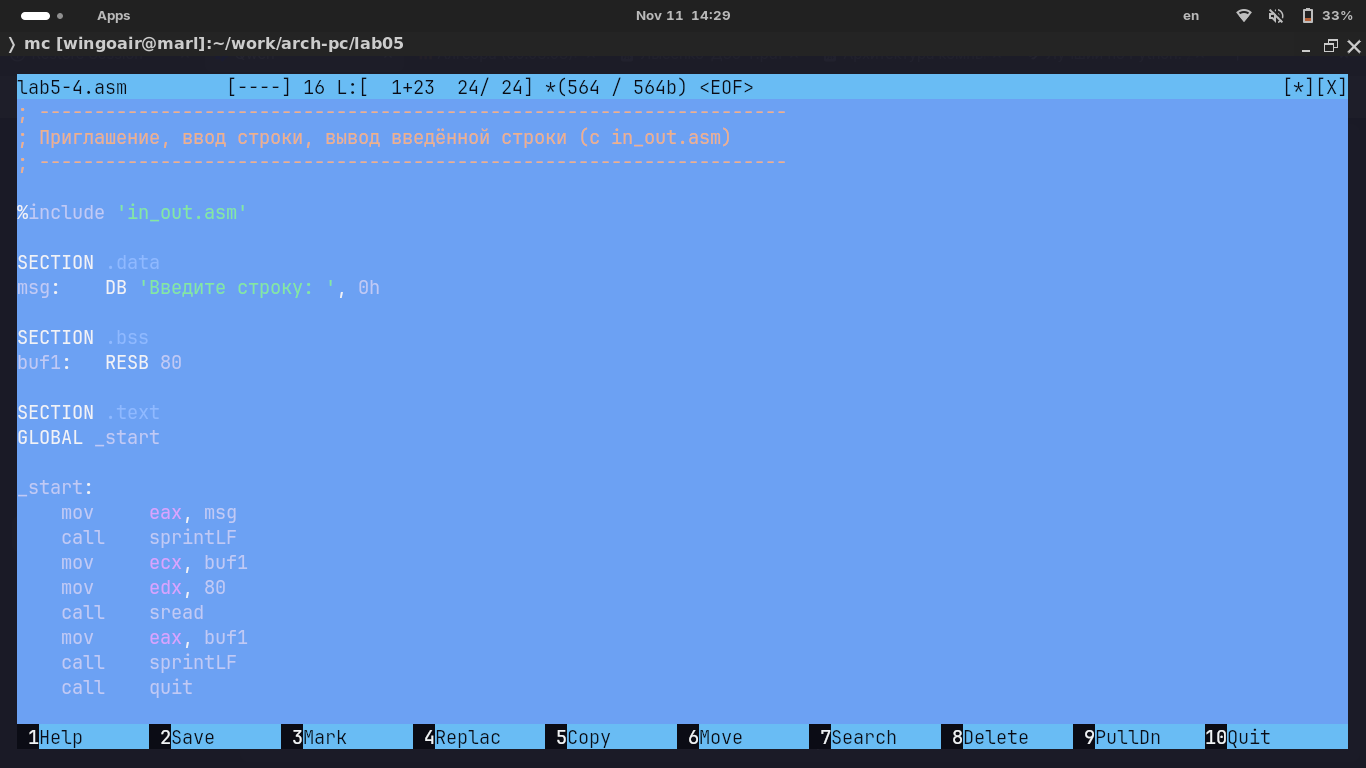 Apps Nov 11 14:29 en 33%
❭ mc [wingoair@marl]:~/work/arch-pc/lab05
lab5-4.asm [----] 16 L:[ 1+23 24/ 24] *(564 / 564b) <EOF> [*][X]
; --------------------------------------------------------------------
; Приглашение, ввод строки, вывод введённой строки (с in_out.asm)
; --------------------------------------------------------------------
%include 'in_out.asm'
SECTION .data
msg: DB 'Введите строку: ', 0h
SECTION .bss
buf1: RESB 80
SECTION .text
GLOBAL _start
_start:
mov eax, msg
call sprintLF
mov ecx, buf1
mov edx, 80
call sread
mov eax, buf1
call sprintLF
call quit
1Help 2Save 3Mark 4Replac 5Copy 6Move 7Search 8Delete 9PullDn 10Quit